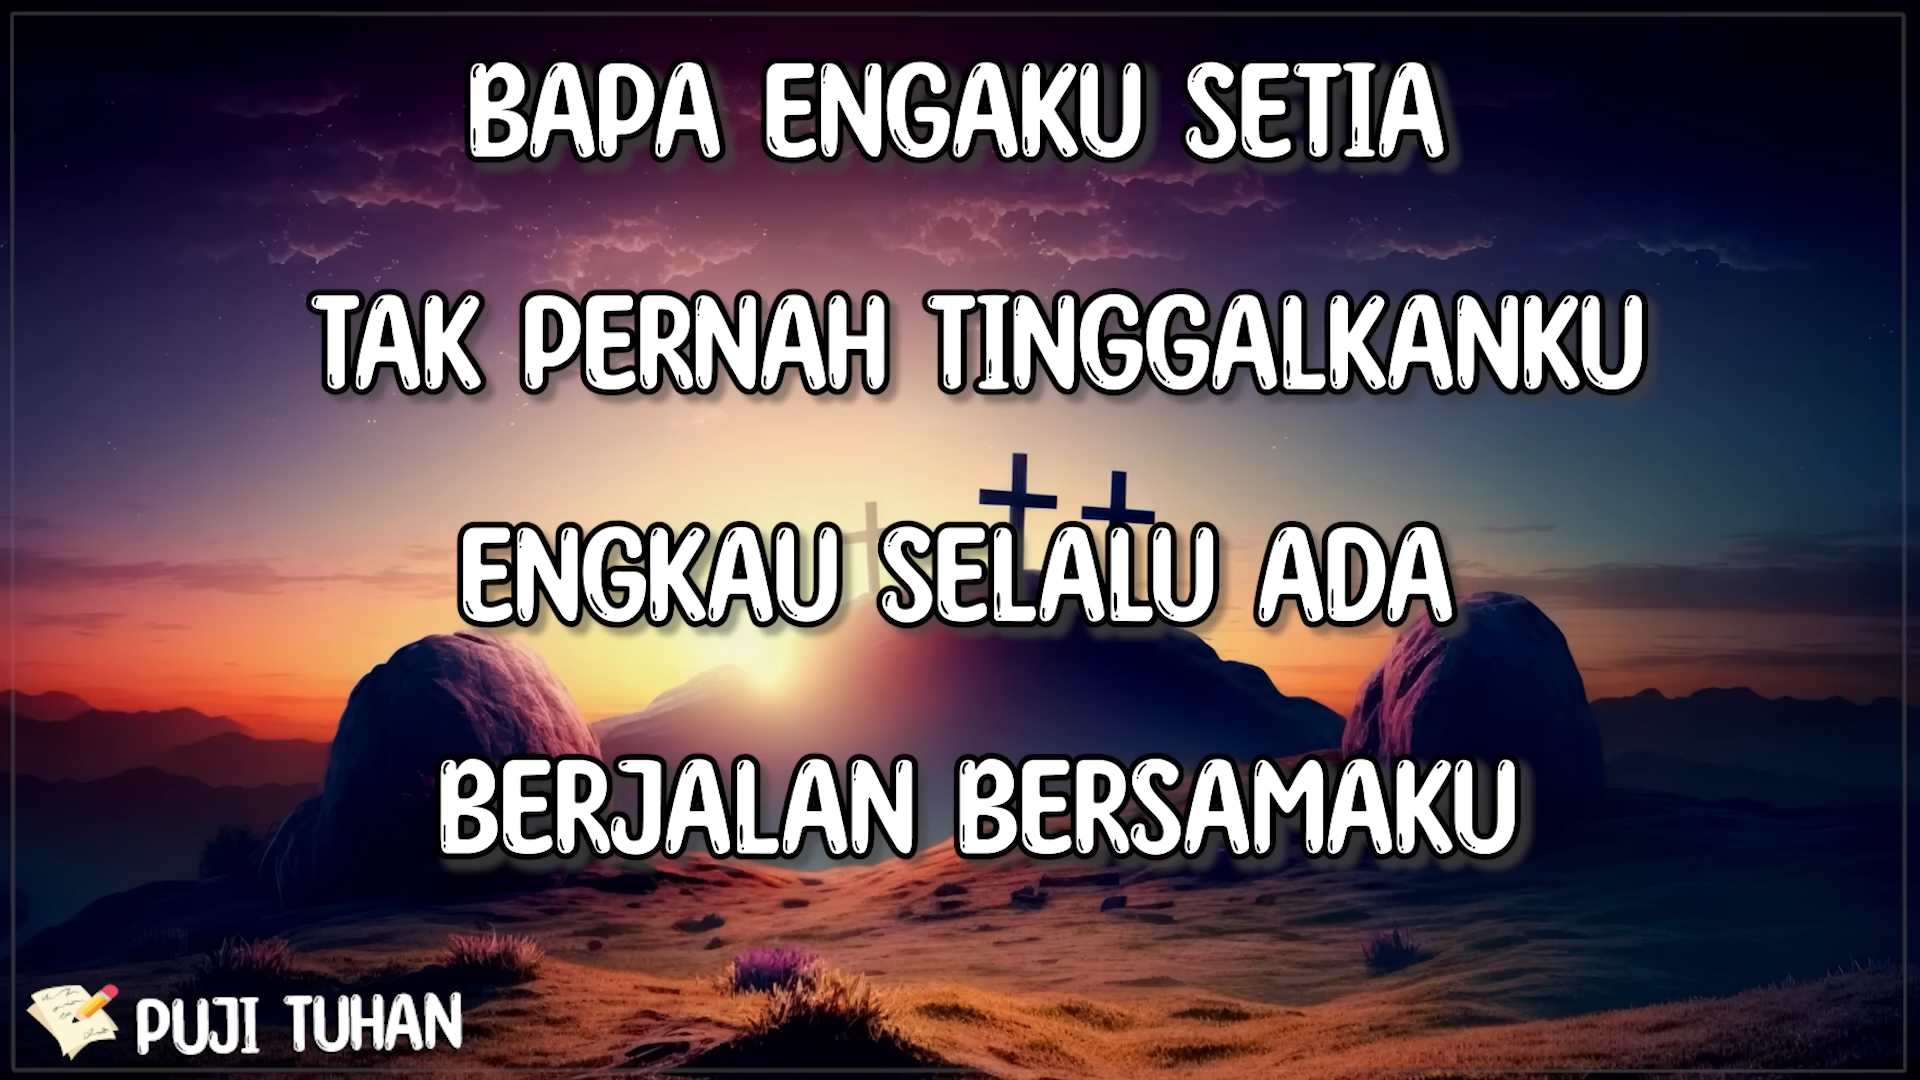 BAPA ENGAKU SETIA
TAK PERNAH TINGGALKANKU
ENGKAU SELALU ADA
BERJALAN BERSAMAKU
PUJI TUHAN